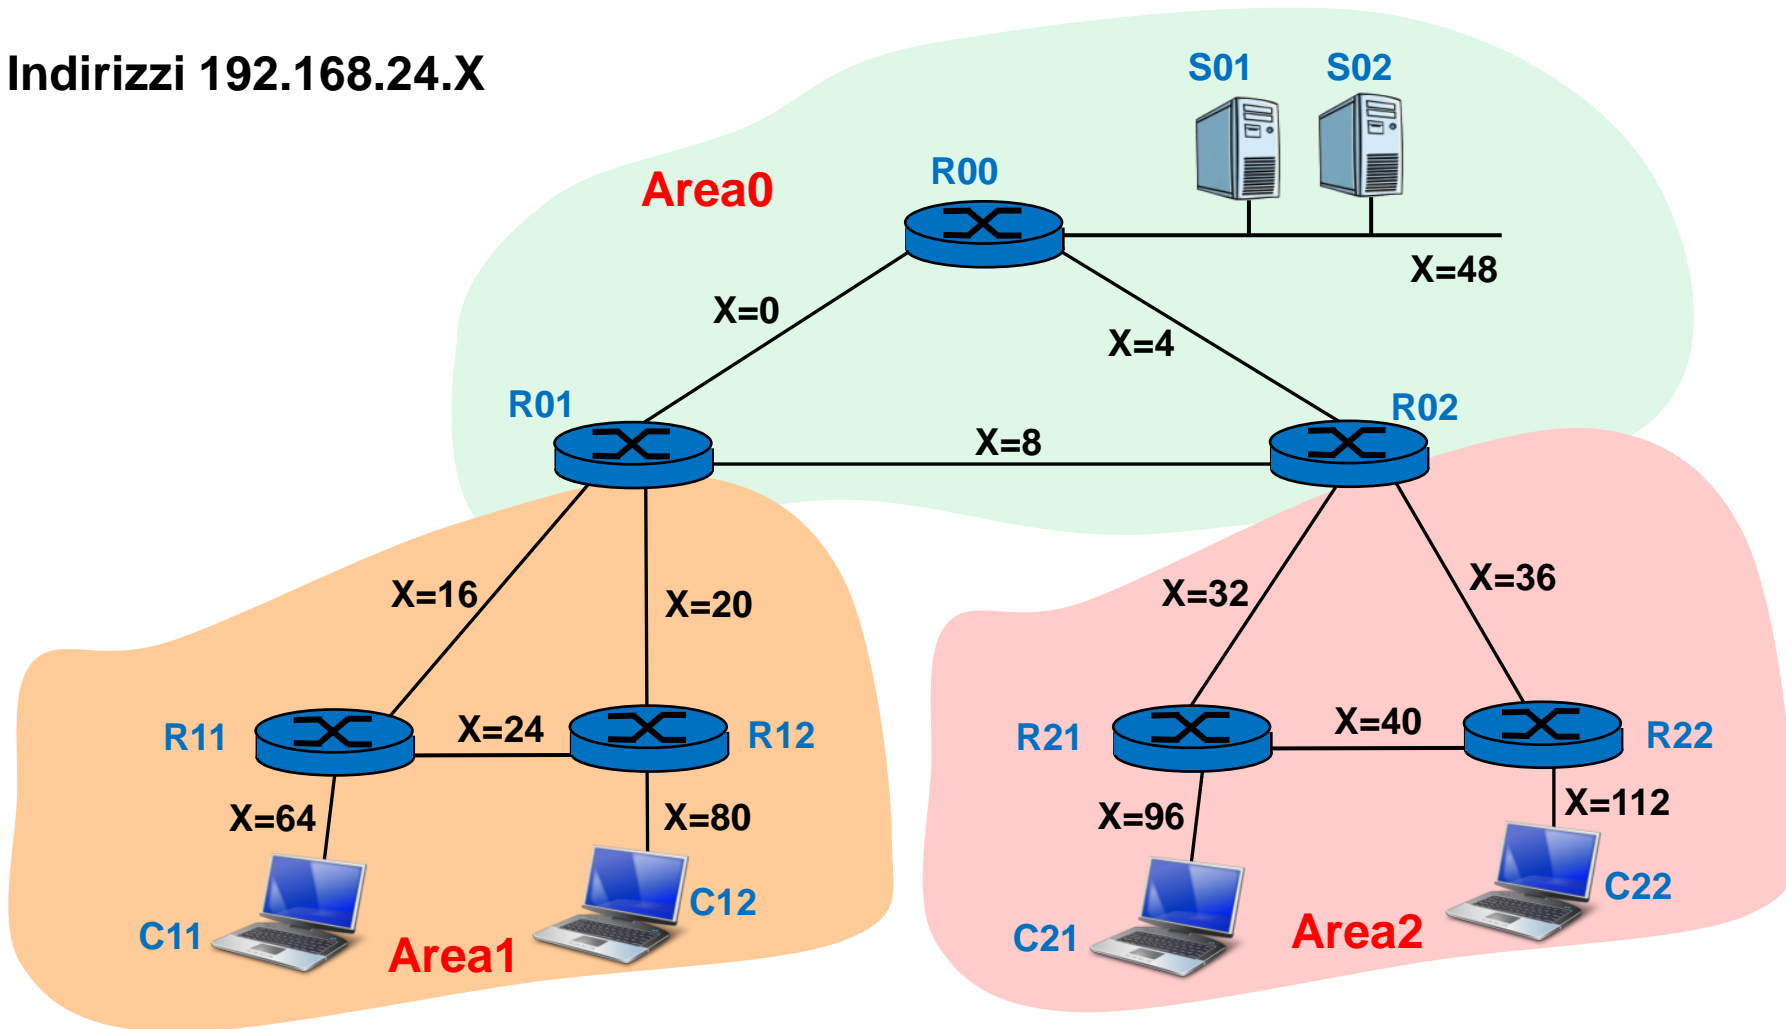 Indirizzi 192.168.24.X
S01
S02
R00
Area0
X=48
X=0
X=4
R01
R02
X=8
X=16
X=20
X=32
X=36
R11
X=24
R12
R21
X=40
R22
X=64
X=80
X=96
X=112
C11
C12
Area1
C21
Area2
C22